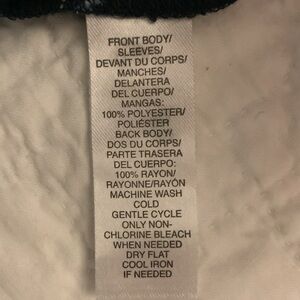 FRONT BODY/
SLEEVES/
DEVANT DU CORPS/
MANCHES/
DELANTERA
DEL CUERPO/
MANGAS:
100% POLYESTER/
POLIÉSTER
BACK BODY/
DOS DU CORPS/
PARTE TRASERA
DEL CUERPO:
100% RAYON/
RAYONNE/RAYÓN
MACHINE WASH
COLD
GENTLE CYCLE
ONLY NON-
CHLORINE BLEACH
WHEN NEEDED
DRY FLAT
COOL IRON
IF NEEDED